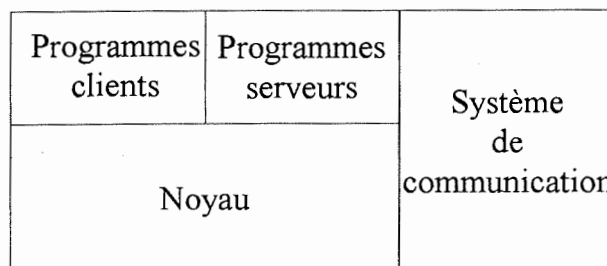 Programmes
clients
Programmes
serveurs
Système
de
communication
Noyau